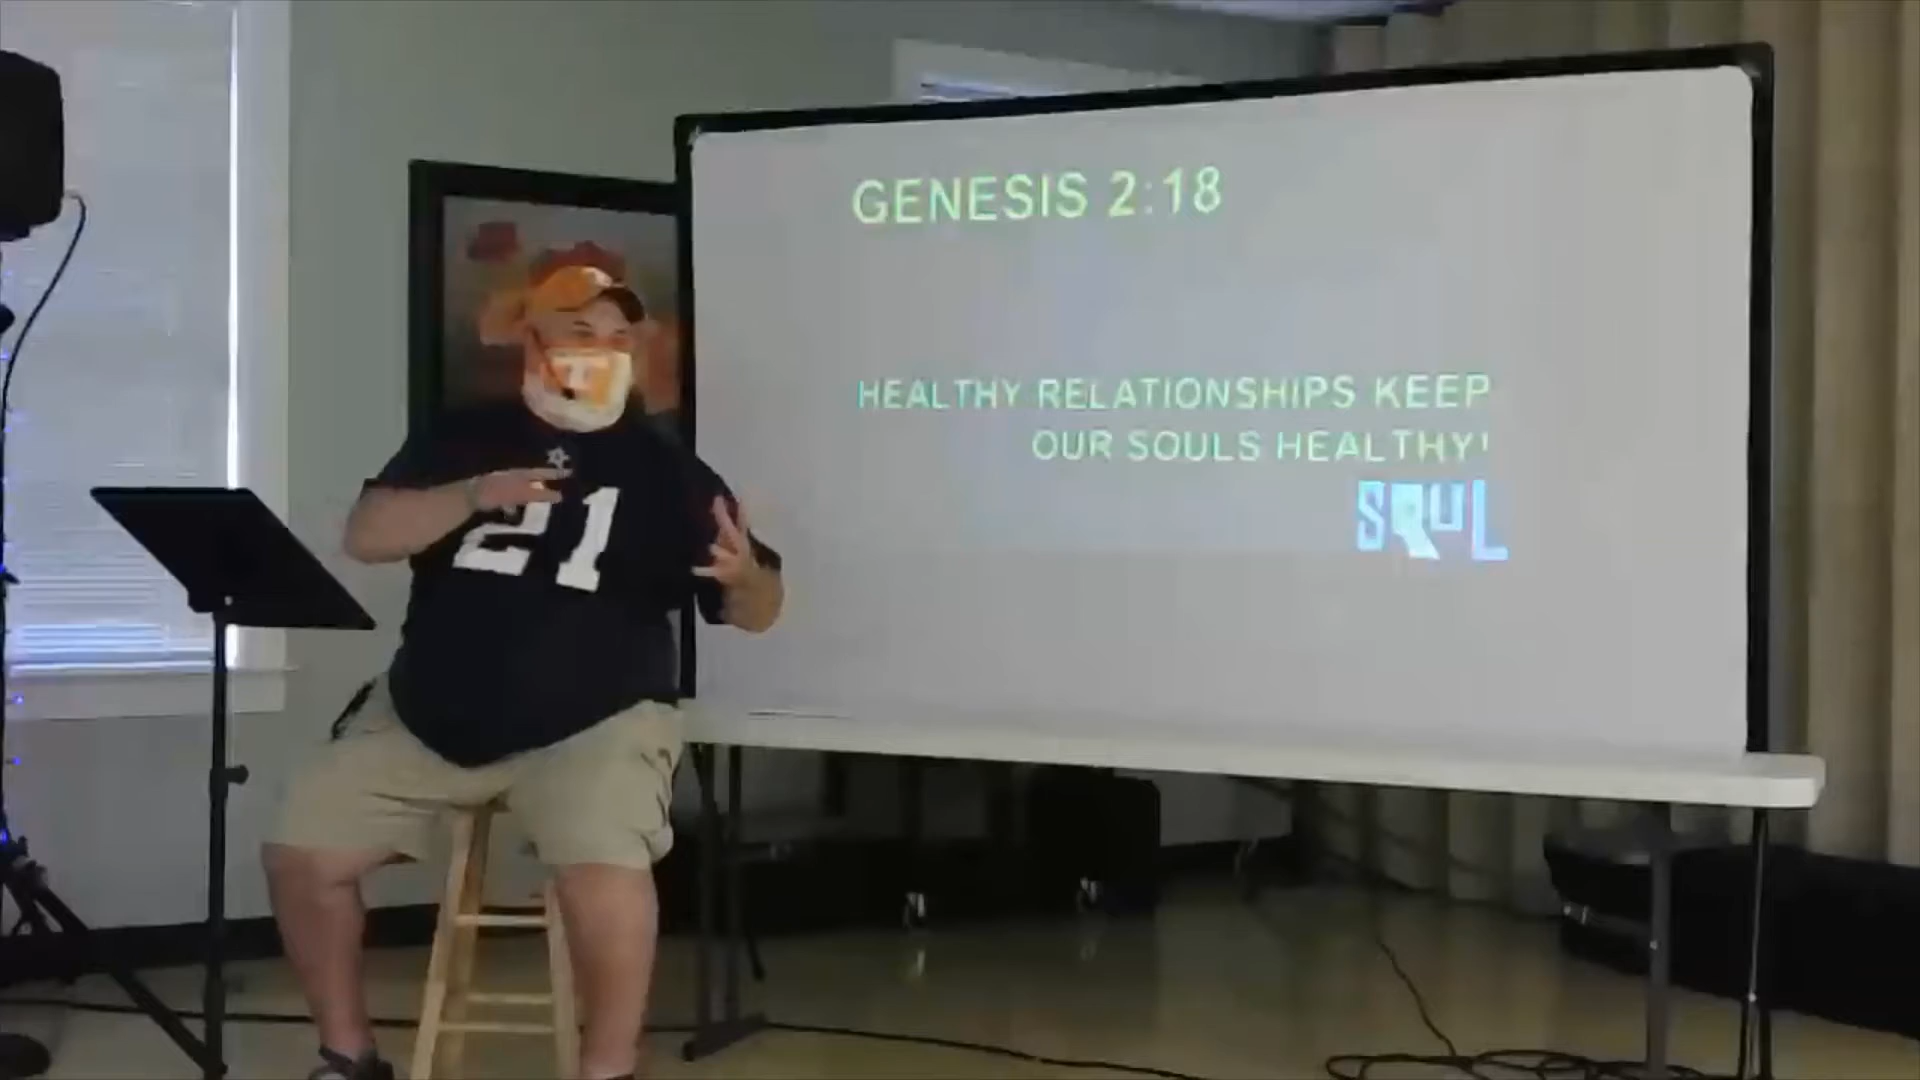 GENESIS 2:18
HEALTHY RELATIONSHIPS KEEP
OUR SOULS HEALTHY!
SOUL
21